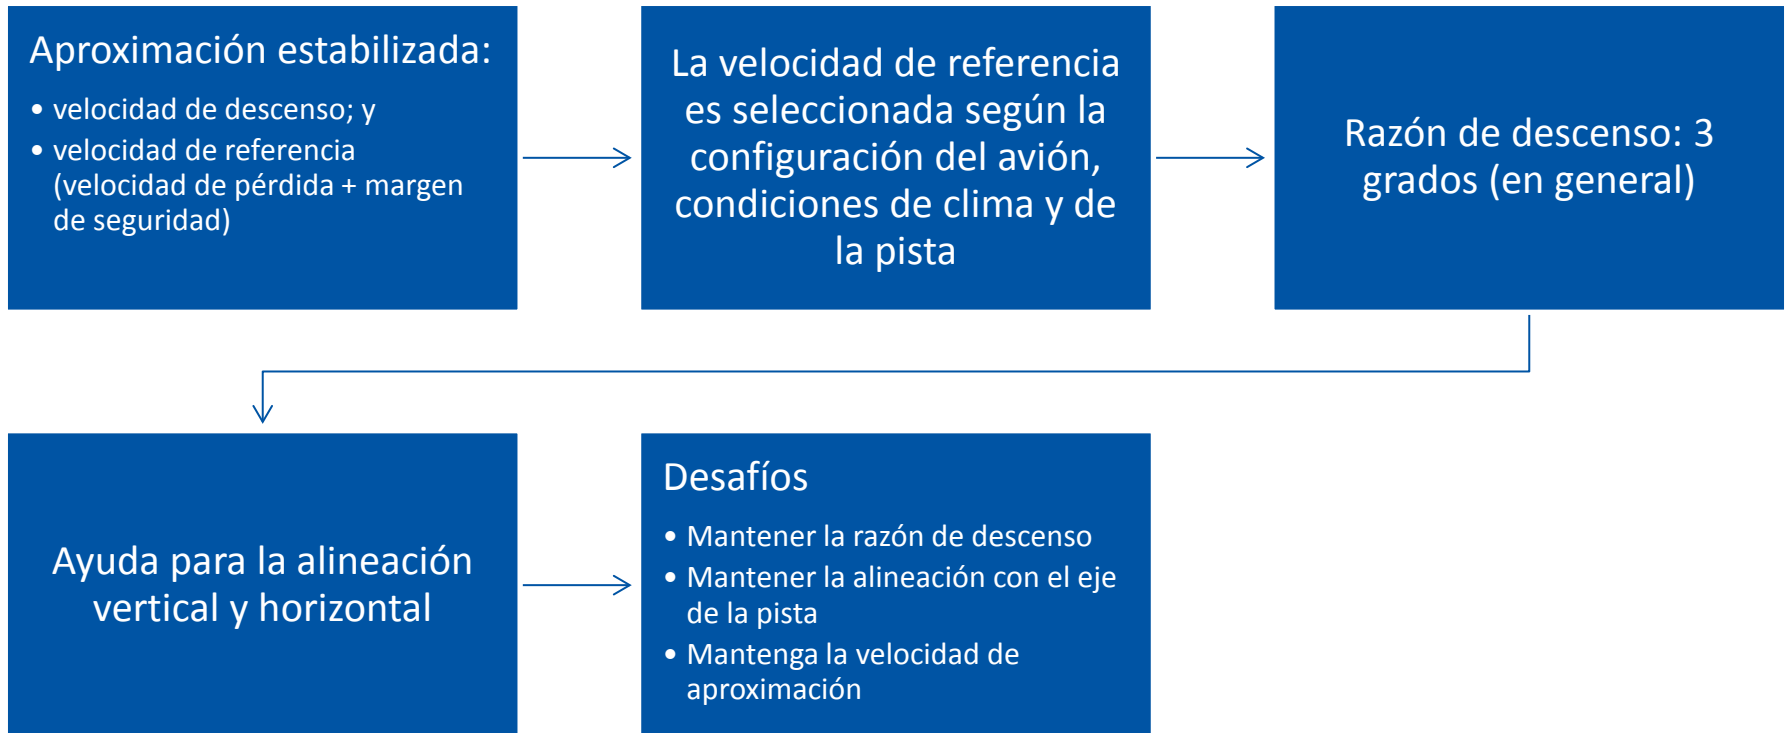 Aproximación estabilizada:
• velocidad de descenso; y
• velocidad de referencia
(velocidad de pérdida + margen
de seguridad)
La velocidad de referencia
es seleccionada según la
configuración del avión,
condiciones de clima y de
la pista
Razón de descenso: 3
grados (en general)
Ayuda para la alineación
vertical y horizontal
Desafíos
• Mantener la razón de descenso
• Mantener la alineación con el eje
de la pista
• Mantenga la velocidad de
aproximación